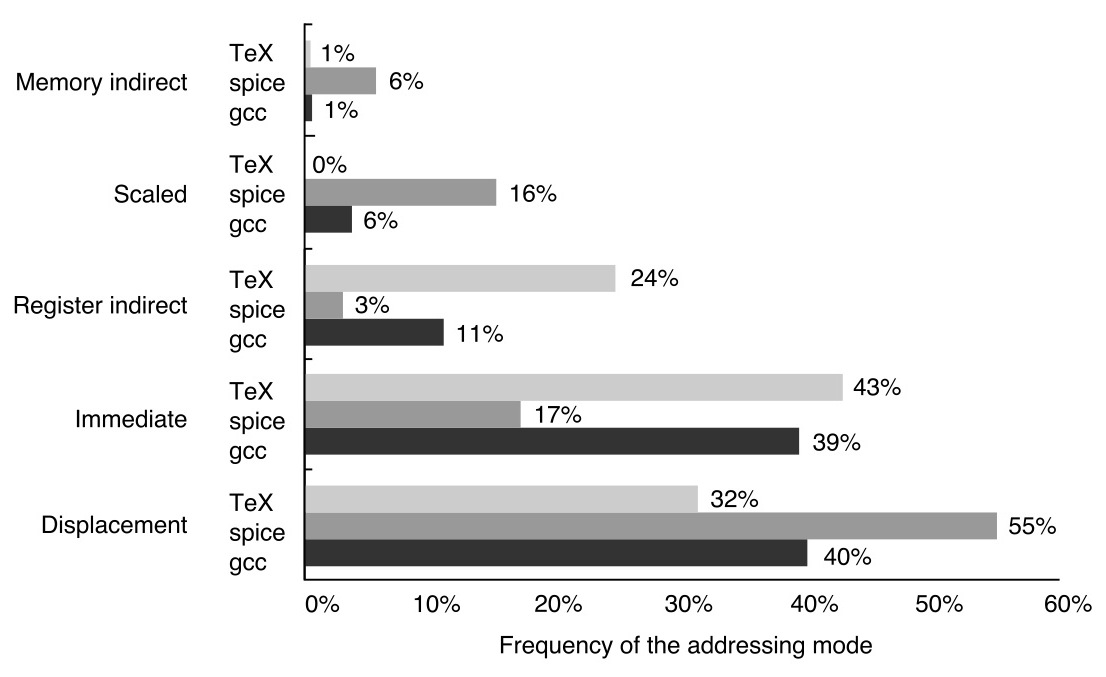 TeX 1%
Memory indirect spice 6%
gcc 1%
TeX 0%
Scaled spice 16%
gcc 6%
TeX 24%
Register indirect spice 3%
gcc 11%
TeX 43%
Immediate spice 17%
gcc 39%
TeX 32%
Displacement spice 55%
gcc 40%
0% 10% 20% 30% 40% 50% 60%
Frequency of the addressing mode